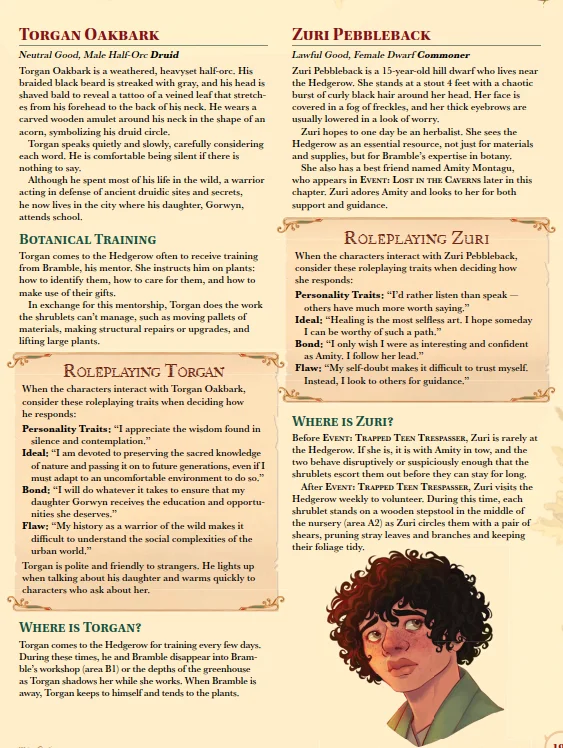 Torgan Oakbark
Neutral Good, Male Half-Orc Druid
Torgan Oakbark is a weathered, heavyset half-orc. His
braided black beard is streaked with gray, and his head is
shaved bald to reveal a tattoo of a veined leaf that stretch-
es from his forehead to the back of his neck. He wears a
carved wooden amulet around his neck in the shape of an
acorn, symbolizing his druid circle.
Torgan speaks quietly and slowly, carefully considering
each word. He is comfortable being silent if there is
nothing to say.
Although he spent most of his life in the wild, a warrior
acting in defense of ancient druidic sites and secrets,
he now lives in the city where his daughter, Gorwyn,
attends school.
Botanical Training
Torgan comes to the Hedgerow often to receive training
from Bramble, his mentor. She instructs him on plants:
how to identify them, how to care for them, and how to
make use of their gifts.
In exchange for this mentorship, Torgan does the work
the shrublets can't manage, such as moving pallets of
materials, making structural repairs or upgrades, and
lifting large plants.
Roleplaying Torgan
When the characters interact with Torgan Oakbark,
consider these roleplaying traits when deciding how
he responds:
Personality Traits; "I appreciate the wisdom found in
silence and contemplation."
Ideal; "I am devoted to preserving the sacred knowledge
of nature and passing it on to future generations, even if I
must adapt to an uncomfortable environment to do so."
Bond; "I will do whatever it takes to ensure that my
daughter Gorwyn receives the education and opportu-
nities she deserves."
Flaw; "My history as a warrior of the wild makes it
difficult to understand the social complexities of the
urban world."
Torgan is polite and friendly to strangers. He lights up
when talking about his daughter and warms quickly to
characters who ask about her.
Where is Torgan?
Torgan comes to the Hedgerow for training every few days.
During these times, he and Bramble disappear into Bram-
ble's workshop (area B1) or the depths of the greenhouse
as Torgan shadows her while she works. When Bramble is
away, Torgan keeps to himself and tends to the plants.
Zuri Pebbleback
Lawful Good, Female Dwarf Commoner
Zuri Pebbleback is a 15-year-old hill dwarf who lives near
the Hedgerow. She stands at a stout 4 feet with a chaotic
burst of curly black hair around her head. Her face is
covered in a fog of freckles, and her thick eyebrows are
usually lowered in a look of worry.
Zuri hopes to one day be an herbalist. She sees the
Hedgerow as an essential resource, not just for materials
and supplies, but for Bramble's expertise in botany.
She also has a best friend named Amity Montagu,
who appears in Event: Lost in the Caverns later in this
chapter. Zuri adores Amity and looks to her for both
support and guidance.
Roleplaying Zuri
When the characters interact with Zuri Pebbleback,
consider these roleplaying traits when deciding how
she responds:
Personality Traits; "I'd rather listen than speak —
others have much more worth saying."
Ideal; "Healing is the most selfless art. I hope someday
I can be worthy of such a path."
Bond; "I only wish I were as interesting and confident
as Amity. I follow her lead."
Flaw; "My self-doubt makes it difficult to trust myself.
Instead, I look to others for guidance."
Where is Zuri?
Before Event: Trapped Teen Trespasser, Zuri is rarely at
the Hedgerow. If she is, it is with Amity in tow, and the
two behave disruptively or suspiciously enough that the
shrublets escort them out before they can stay for long.
After Event: Trapped Teen Trespasser, Zuri visits the
Hedgerow weekly to volunteer. During this time, each
shrublet stands on a wooden stepstool in the middle of
the nursery (area A2) as Zuri circles them with a pair of
shears, pruning stray leaves and branches and keeping
their foliage tidy.